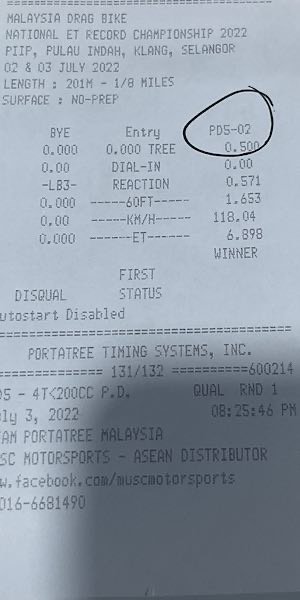 MALAYSIA DRAG BIKE
NATIONAL ET RECORD CHAMPIONSHIP 2022
PIIP, PULAU INDAH, KLANG, SELANGOR
02 & 03 JULY 2022
LENGTH : 201M - 1/8 MILES
SURFACE : NO-PREP
BYE Entry PD5-02
0.000 0.000 TREE 0.500
0.00 DIAL-IN 0.00
-LB3- REACTION 0.571
0.000 -----60FT----- 1.653
0.00 -----KM/H----- 118.04
0.000 ------ET------ 6.898
WINNER
FIRST
DISQUAL STATUS
utostart Disabled
PORTATREE TIMING SYSTEMS, INC.
============= 131/132 ==========600214
D5 - 4T<200CC P.D. QUAL RND 1
ly 3, 2022 08:25:46 PM
AM PORTATREE MALAYSIA
SC MOTORSPORTS - ASEAN DISTRIBUTOR
w.facebook.com/muscmotorsports
016-6681490